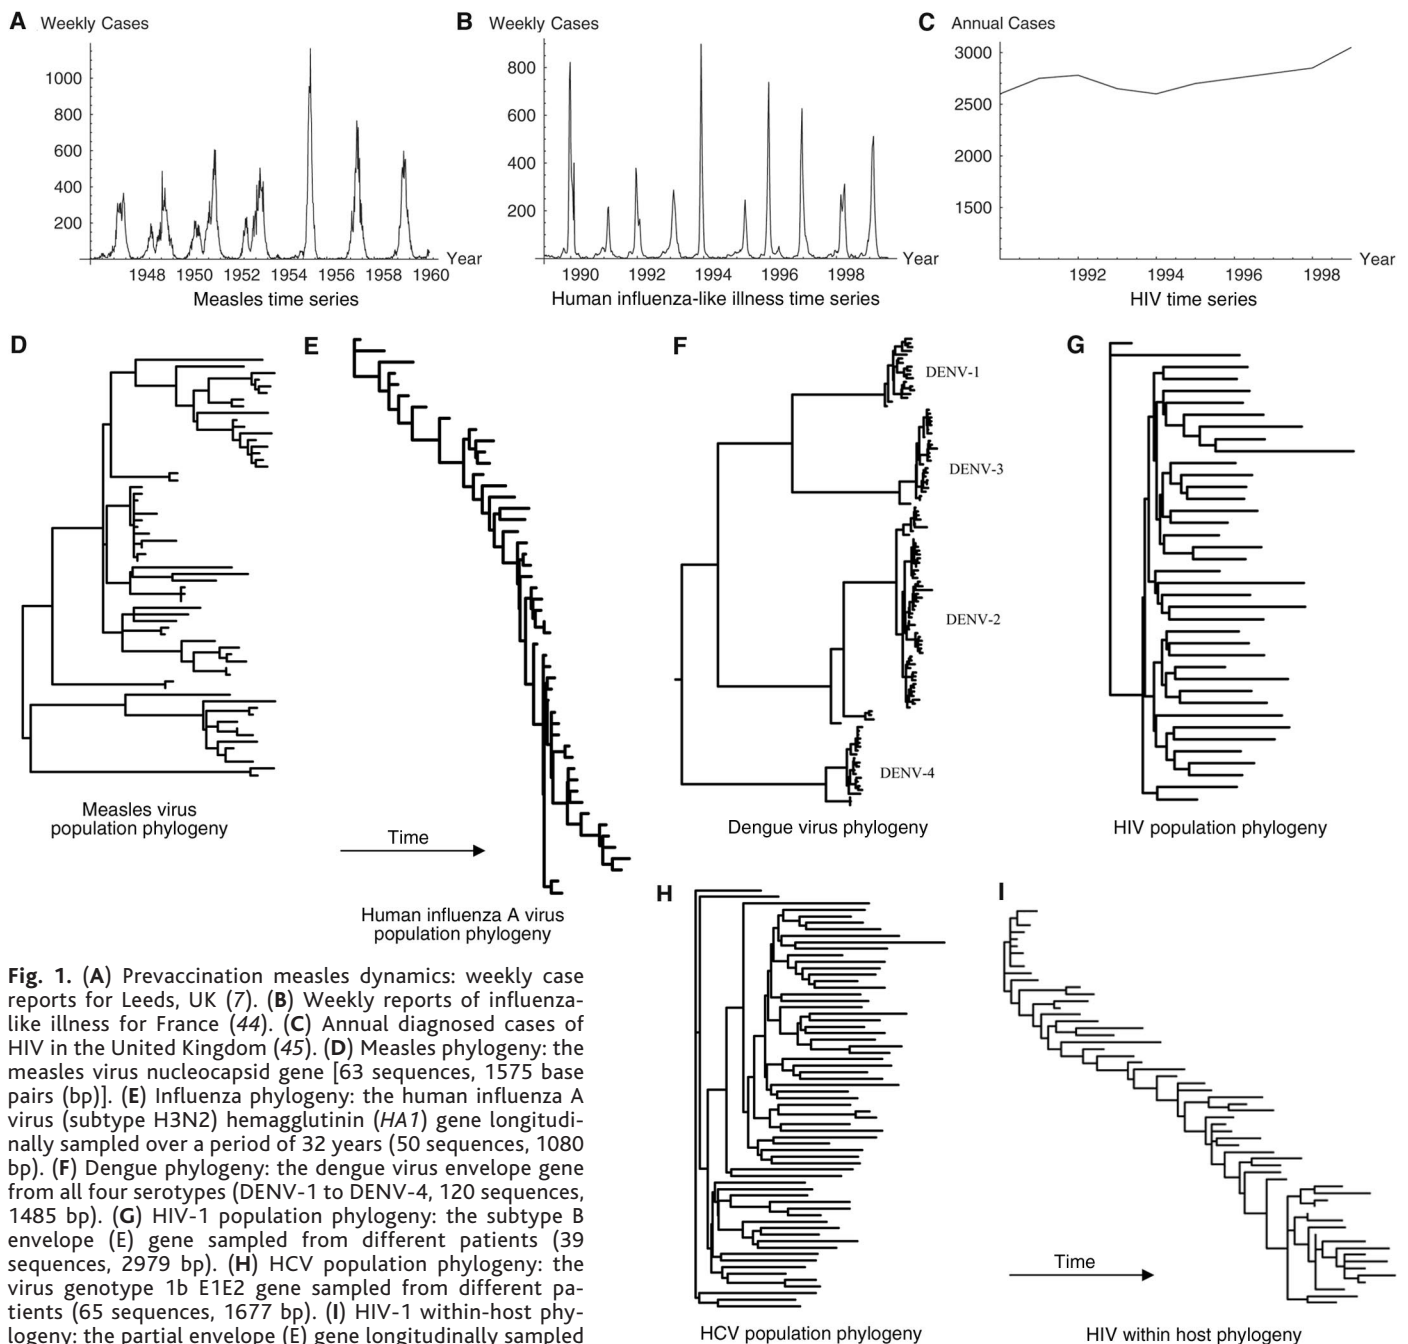 A Weekly Cases
1000
800
600
400
200
1948 1950 1952 1954 1956 1958 1960
Year
Measles time series
B Weekly Cases
800
600
400
200
1990 1992 1994 1996 1998
Year
Human influenza-like illness time series
C Annual Cases
3000
2500
2000
1500
1992 1994 1996 1998
Year
HIV time series
D
Measles virus
population phylogeny
E
Time
Human influenza A virus
population phylogeny
F
DENV-1
DENV-3
DENV-2
DENV-4
Dengue virus phylogeny
G
HIV population phylogeny
H
HCV population phylogeny
I
Time
HIV within host phylogeny
Fig. 1. (A) Prevaccination measles dynamics: weekly case
reports for Leeds, UK (7). (B) Weekly reports of influenza-
like illness for France (44). (C) Annual diagnosed cases of
HIV in the United Kingdom (45). (D) Measles phylogeny: the
measles virus nucleocapsid gene [63 sequences, 1575 base
pairs (bp)]. (E) Influenza phylogeny: the human influenza A
virus (subtype H3N2) hemagglutinin (HA1) gene longitudi-
nally sampled over a period of 32 years (50 sequences, 1080
bp). (F) Dengue phylogeny: the dengue virus envelope gene
from all four serotypes (DENV-1 to DENV-4, 120 sequences,
1485 bp). (G) HIV-1 population phylogeny: the subtype B
envelope (E) gene sampled from different patients (39
sequences, 2979 bp). (H) HCV population phylogeny: the
virus genotype 1b E1E2 gene sampled from different pa-
tients (65 sequences, 1677 bp). (I) HIV-1 within-host phy-
logeny: the partial envelope (E) gene longitudinally sampled